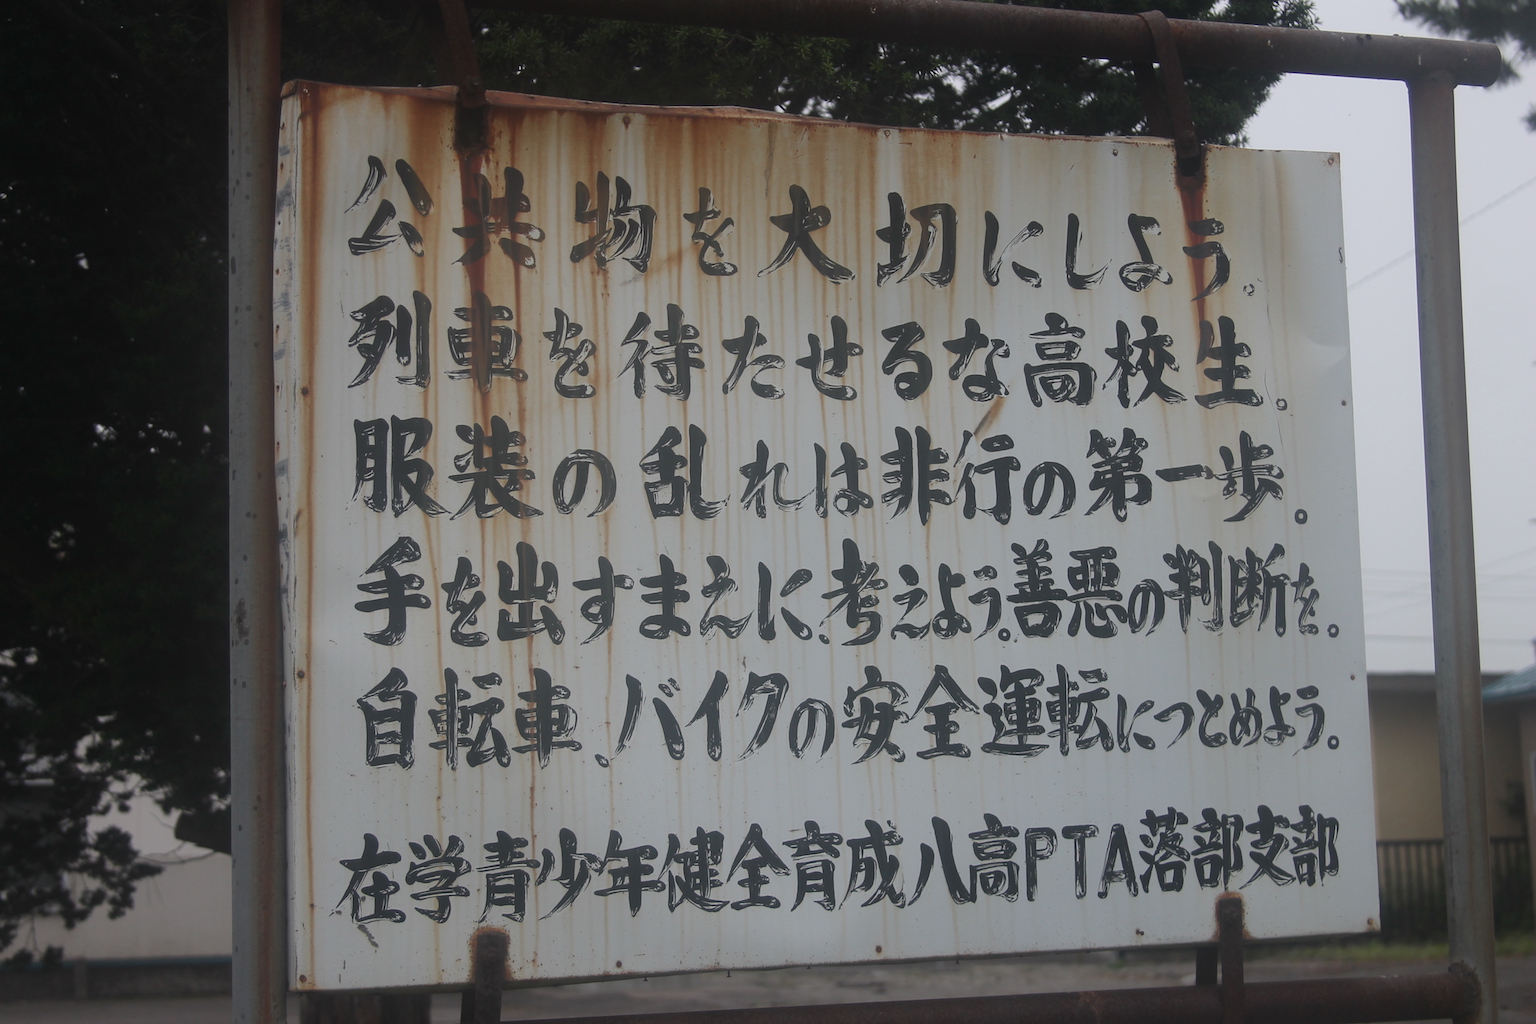 公共物を大切にしよう。
列車を待たせるな高校生。
服装の乱れは非行の第一歩。
手を出すまえに、考えよう。善悪の判断を。
自転車、バイクの安全運転につとめよう。
在学青少年健全育成八高PTA落部支部